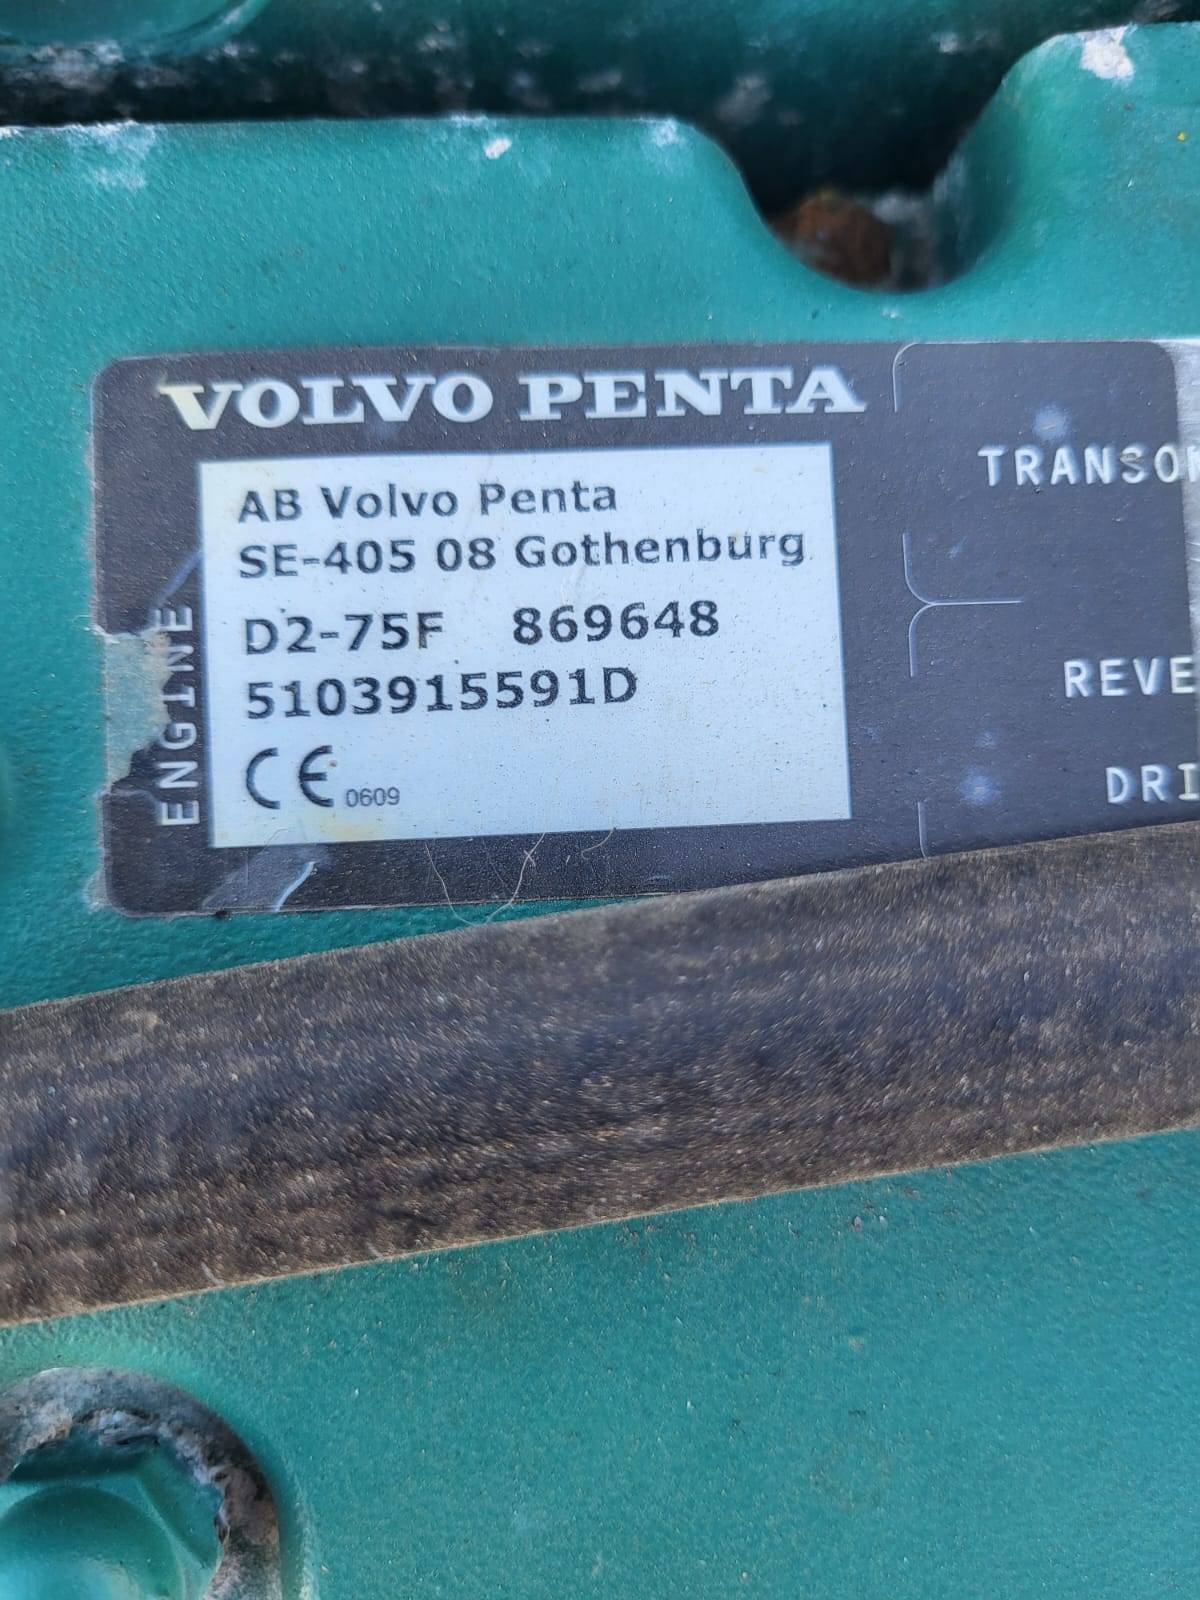 VOLVO PENTA
AB Volvo Penta
SE-405 08 Gothenburg
D2-75F 869648
5103915591D
CE 0609
ENGINE
TRANSOM
REVE
DRI